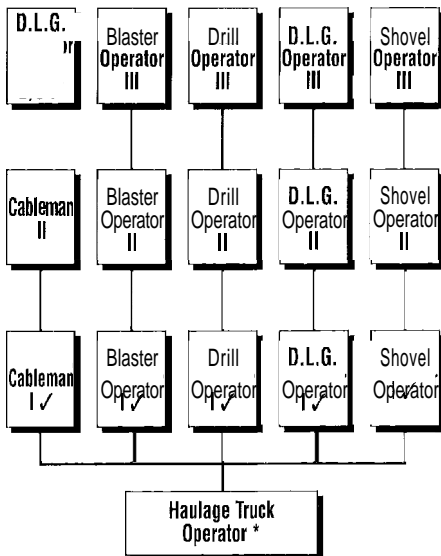 D.L.G.
or
Blaster
Operator
III
Drill
Operator
III
D.L.G.
Operator
III
Shovel
Operator
III
Cableman
II
Blaster
Operator
II
Drill
Operator
II
D.L.G.
Operator
II
Shovel
Operator
II
Cableman
I ✓
Blaster
Operator
I ✓
Drill
Operator
I ✓
D.L.G.
Operator
I ✓
Shovel
Operator
I ✓
Haulage Truck
Operator *